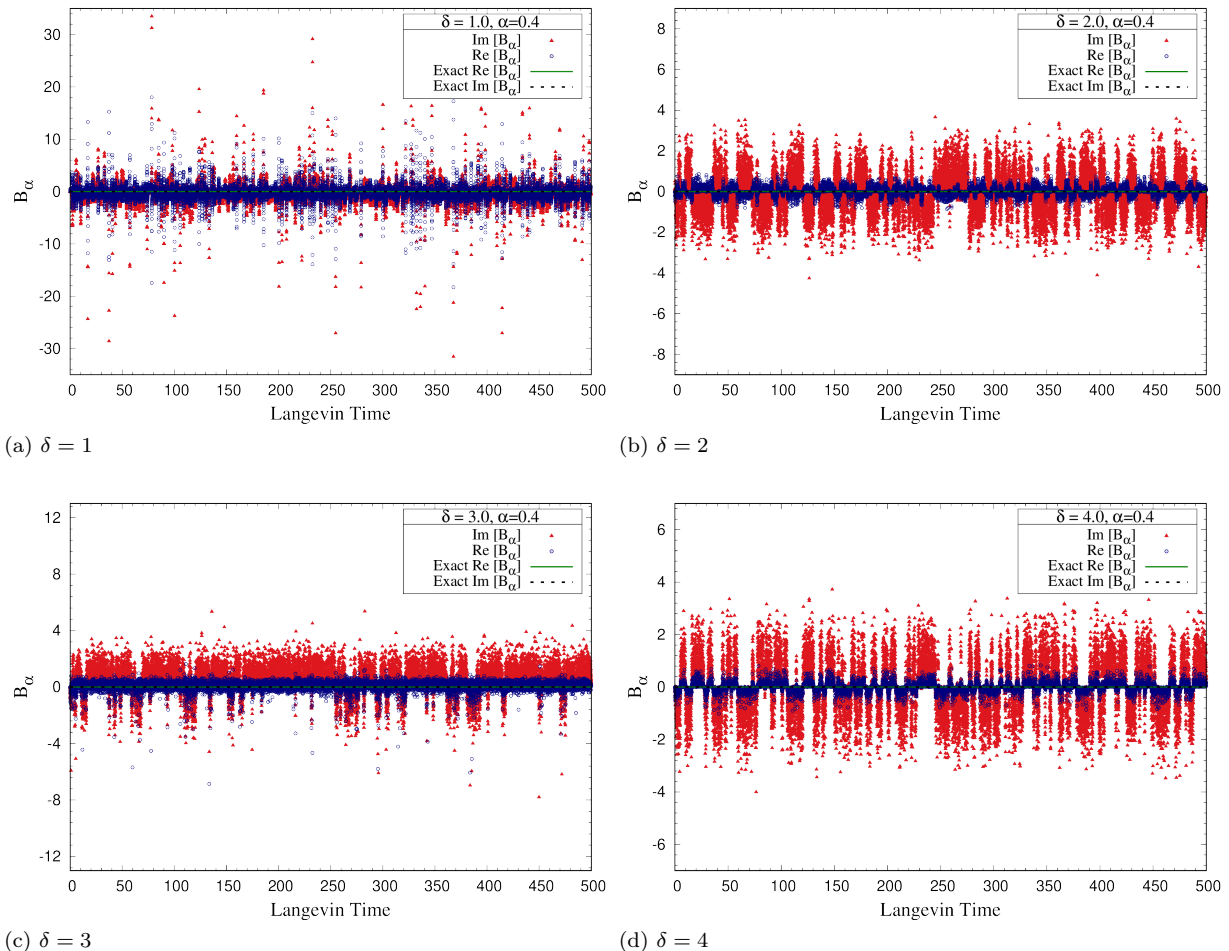 δ = 1.0, α=0.4
Im [Bα]
Re [Bα]
Exact Re [Bα]
Exact Im [Bα]
30
20
10
0
-10
-20
-30
Bα
0 50 100 150 200 250 300 350 400 450 500
Langevin Time
(a) δ = 1
δ = 2.0, α=0.4
Im [Bα]
Re [Bα]
Exact Re [Bα]
Exact Im [Bα]
8
6
4
2
0
-2
-4
-6
-8
Bα
0 50 100 150 200 250 300 350 400 450 500
Langevin Time
(b) δ = 2
δ = 3.0, α=0.4
Im [Bα]
Re [Bα]
Exact Re [Bα]
Exact Im [Bα]
12
8
4
0
-4
-8
-12
Bα
0 50 100 150 200 250 300 350 400 450 500
Langevin Time
(c) δ = 3
δ = 4.0, α=0.4
Im [Bα]
Re [Bα]
Exact Re [Bα]
Exact Im [Bα]
6
4
2
0
-2
-4
-6
Bα
0 50 100 150 200 250 300 350 400 450 500
Langevin Time
(d) δ = 4